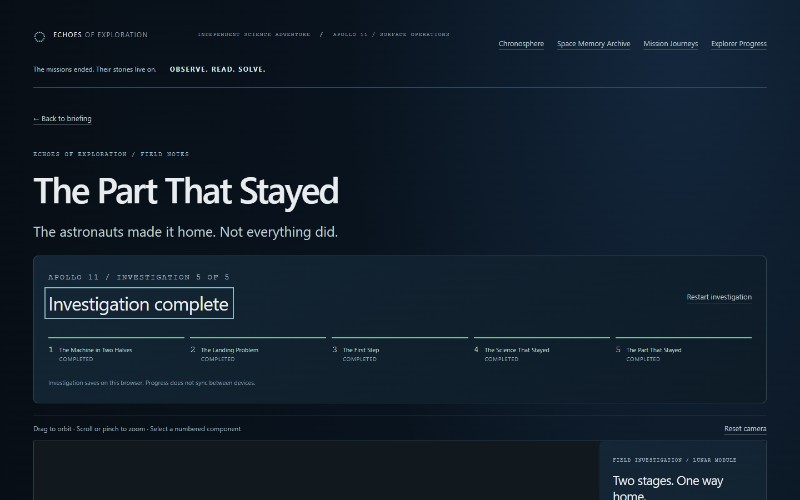 ECHOES OF EXPLORATION
INDEPENDENT SCIENCE ADVENTURE / APOLLO 11 / SURFACE OPERATIONS
Chronosphere Space Memory Archive Mission Journeys Explorer Progress
The missions ended. Their stories live on. OBSERVE. READ. SOLVE.
← Back to briefing
ECHOES OF EXPLORATION / FIELD NOTES
The Part That Stayed
The astronauts made it home. Not everything did.
APOLLO 11 / INVESTIGATION 5 OF 5
Investigation complete
Restart investigation
1 The Machine in Two Halves
COMPLETED
2 The Landing Problem
COMPLETED
3 The First Step
COMPLETED
4 The Science That Stayed
COMPLETED
5 The Part That Stayed
COMPLETED
Investigation saves on this browser. Progress does not sync between devices.
Drag to orbit · Scroll or pinch to zoom · Select a numbered component
Reset camera
FIELD INVESTIGATION / LUNAR MODULE
Two stages. One way
home.